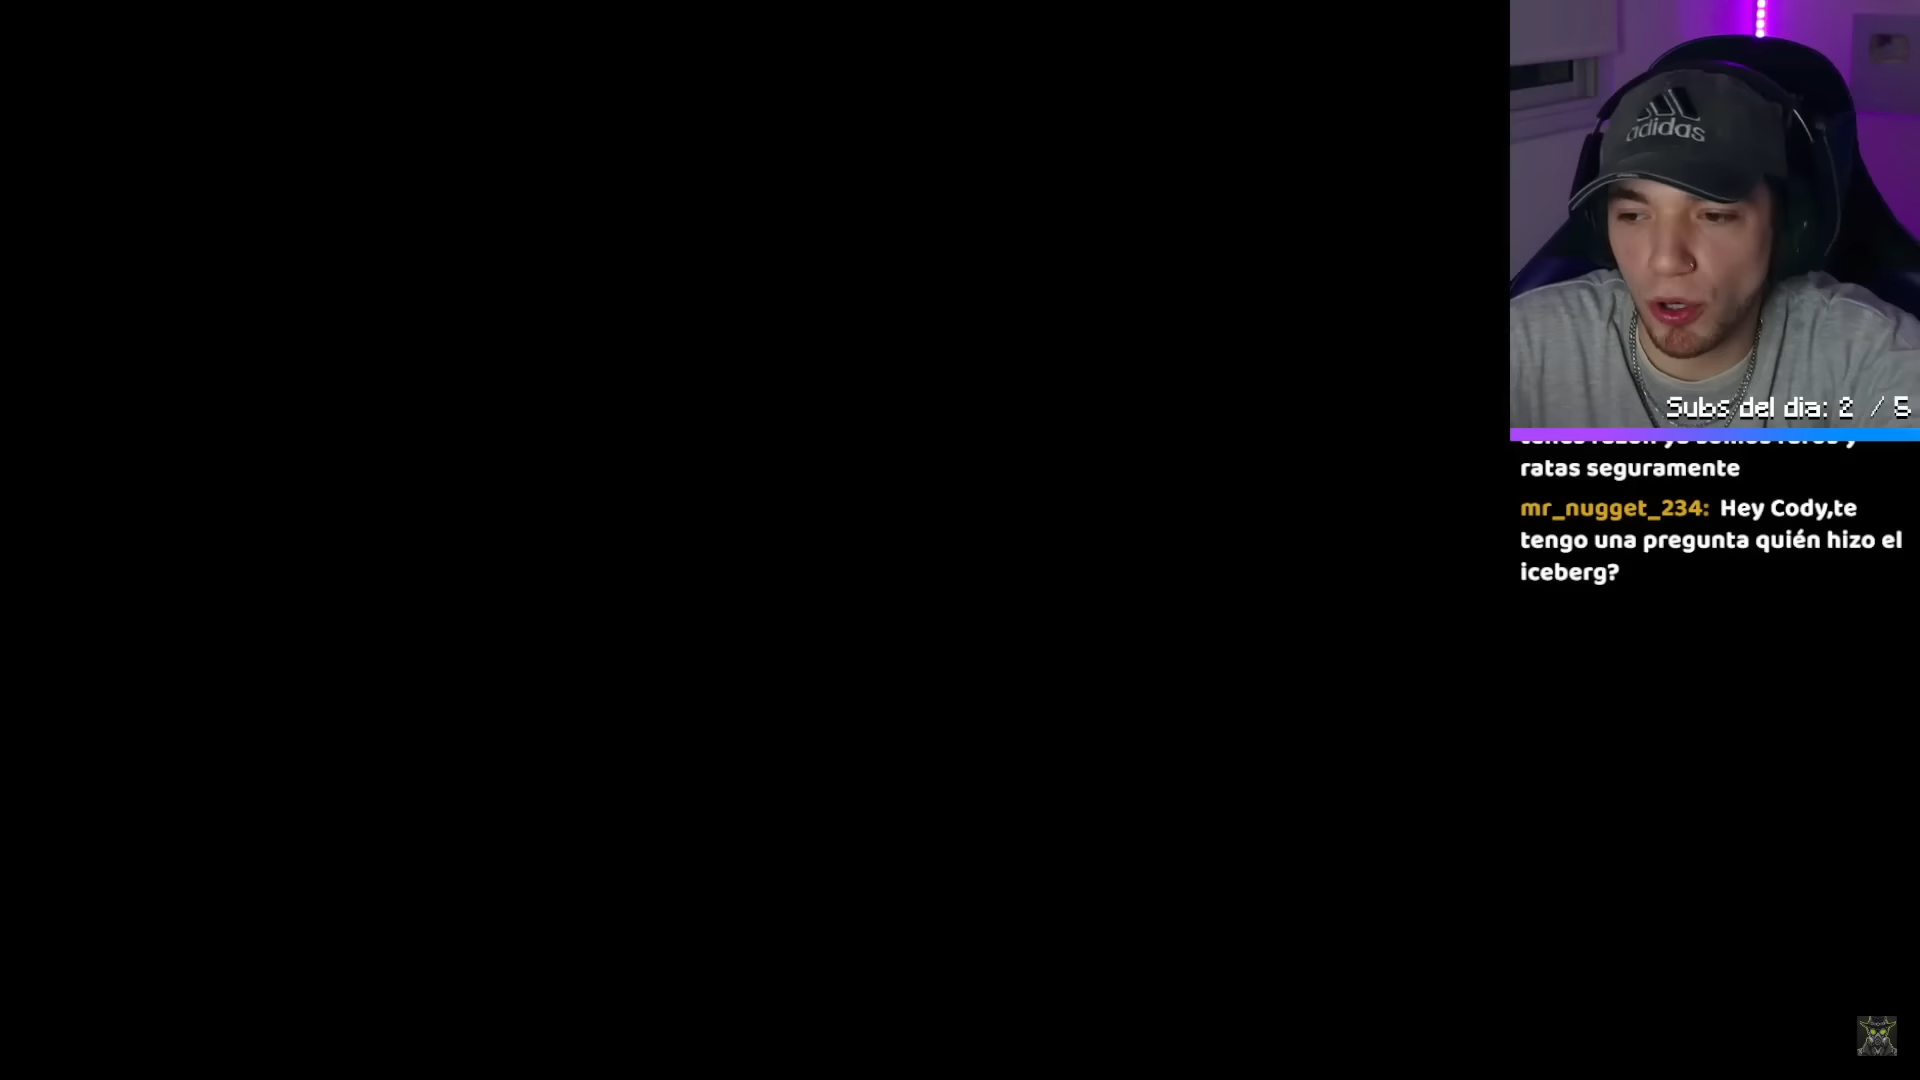 adidas
Subs del dia: 2 / 5
ratas seguramente
mr_nugget_234: Hey Cody,te
tengo una pregunta quién hizo el
iceberg?